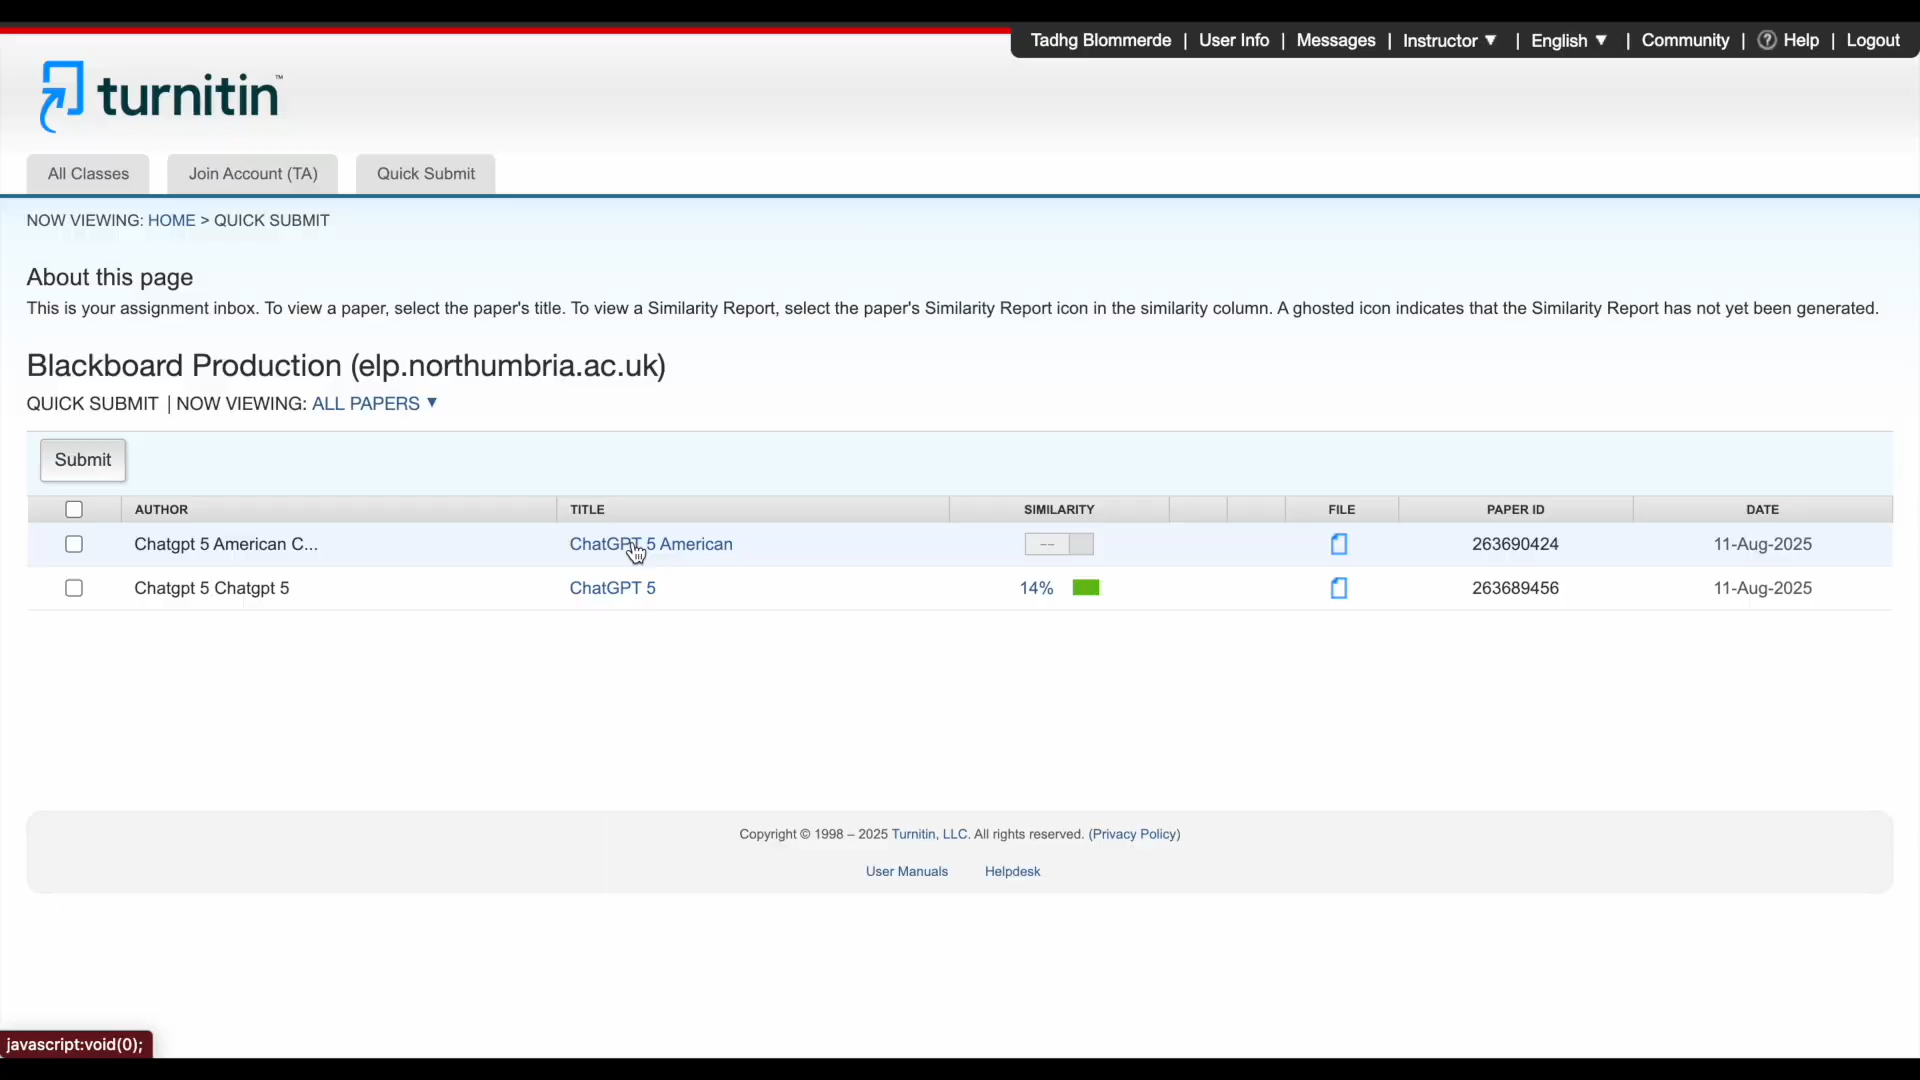 Tadhg Blommerde | User Info | Messages | Instructor ▼ | English ▼ | Community | ? Help | Logout
turnitin™
All Classes Join Account (TA) Quick Submit
NOW VIEWING: HOME > QUICK SUBMIT
About this page
This is your assignment inbox. To view a paper, select the paper's title. To view a Similarity Report, select the paper's Similarity Report icon in the similarity column. A ghosted icon indicates that the Similarity Report has not yet been generated.
Blackboard Production (elp.northumbria.ac.uk)
QUICK SUBMIT | NOW VIEWING: ALL PAPERS ▼
Submit
AUTHOR TITLE SIMILARITY FILE PAPER ID DATE
Chatgpt 5 American C... ChatGPT 5 American -- 263690424 11-Aug-2025
Chatgpt 5 Chatgpt 5 ChatGPT 5 14% 263689456 11-Aug-2025
Copyright © 1998 – 2025 Turnitin, LLC. All rights reserved. (Privacy Policy)
User Manuals Helpdesk
javascript:void(0);